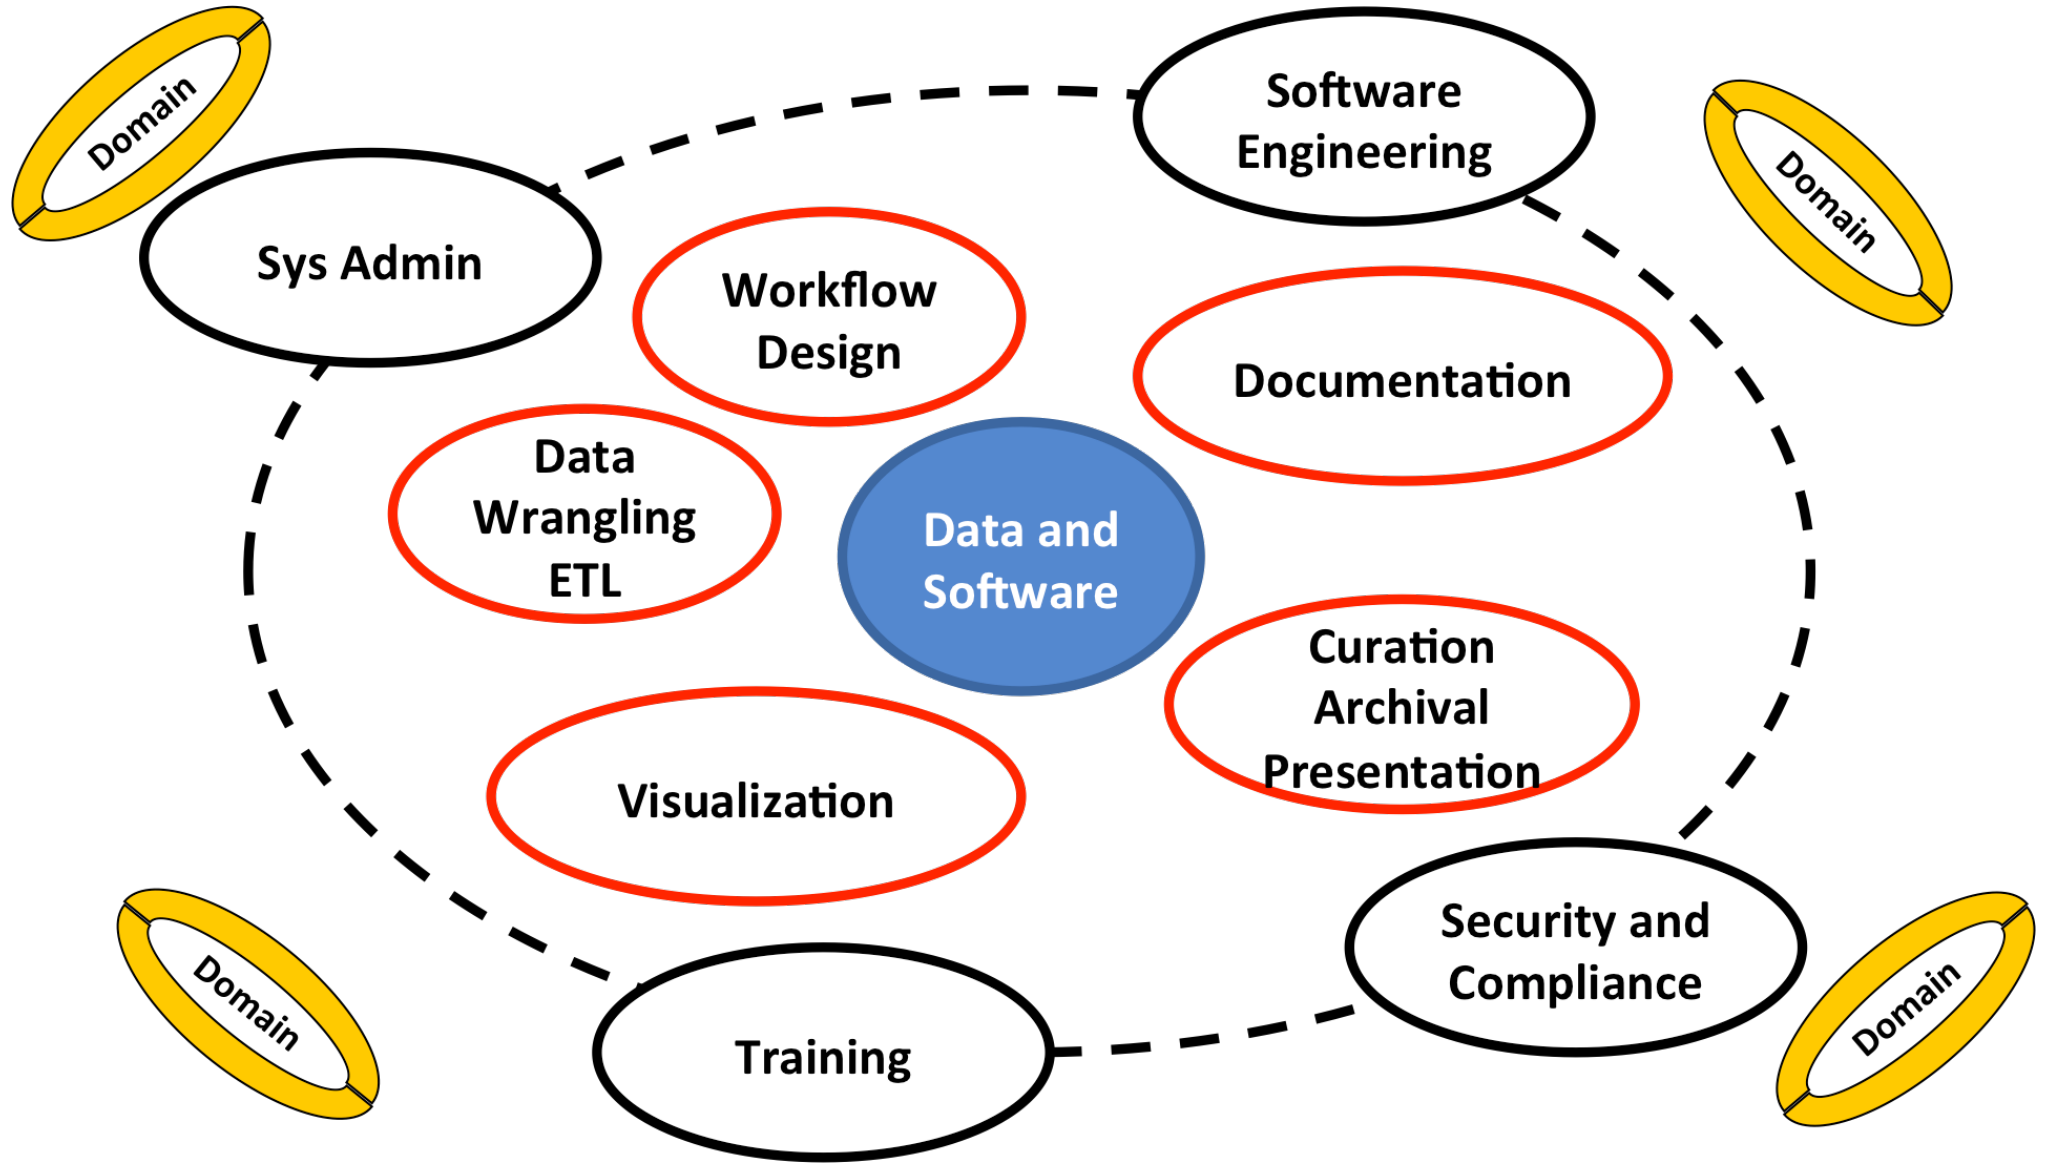 Domain
Software
Engineering
Domain
Sys Admin
Workflow
Design
Documentation
Data
Wrangling
ETL
Data and
Software
Curation
Archival
Presentation
Visualization
Security and
Compliance
Domain
Domain
Training